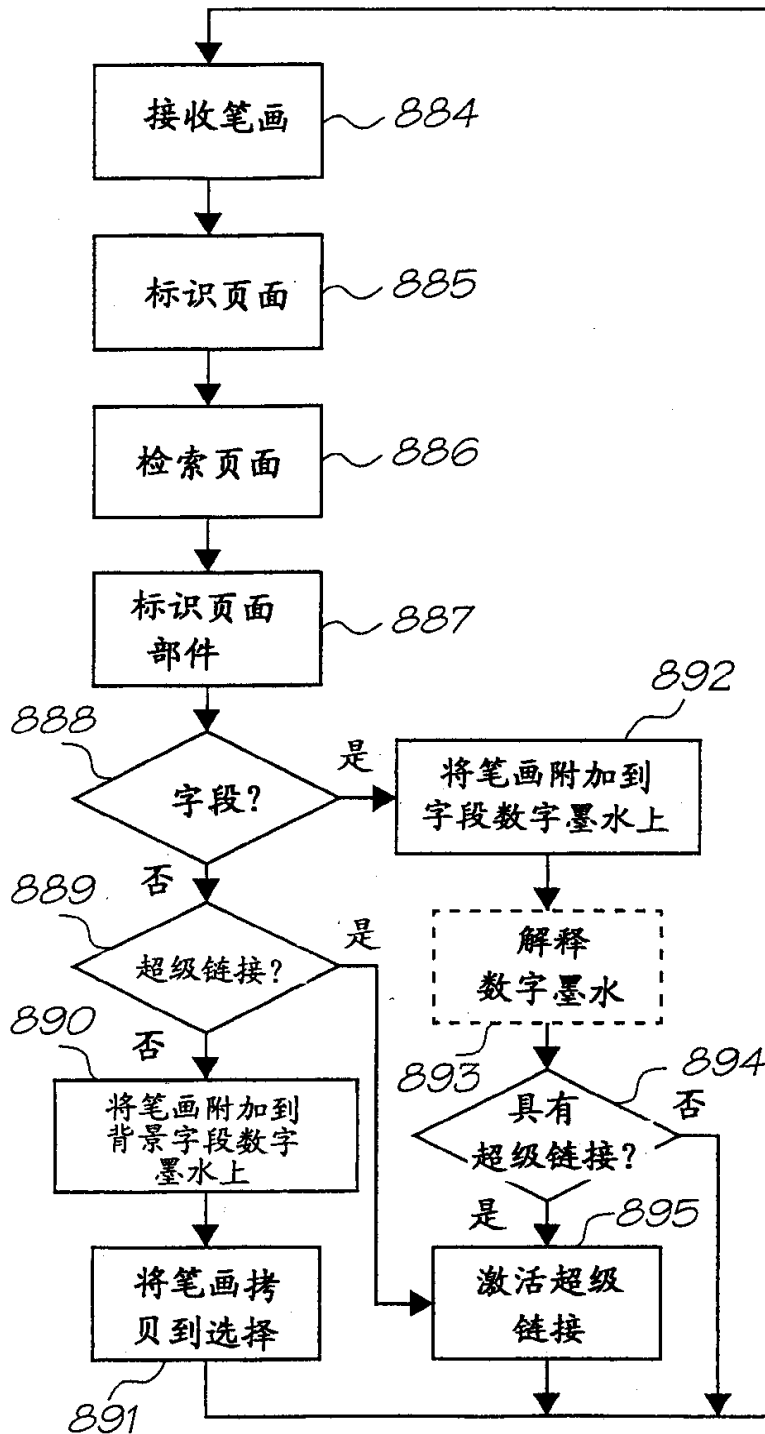 接收笔画
884
标识页面
885
检索页面
886
标识页面
部件
887
888
字段?
是
892
将笔画附加到
字段数字墨水上
否
889
超级链接?
是
解释
数字墨水
893
890
否
将笔画附加到
背景字段数字
墨水上
894
具有
超级链接?
否
是
895
将笔画拷
贝到选择
891
激活超级
链接